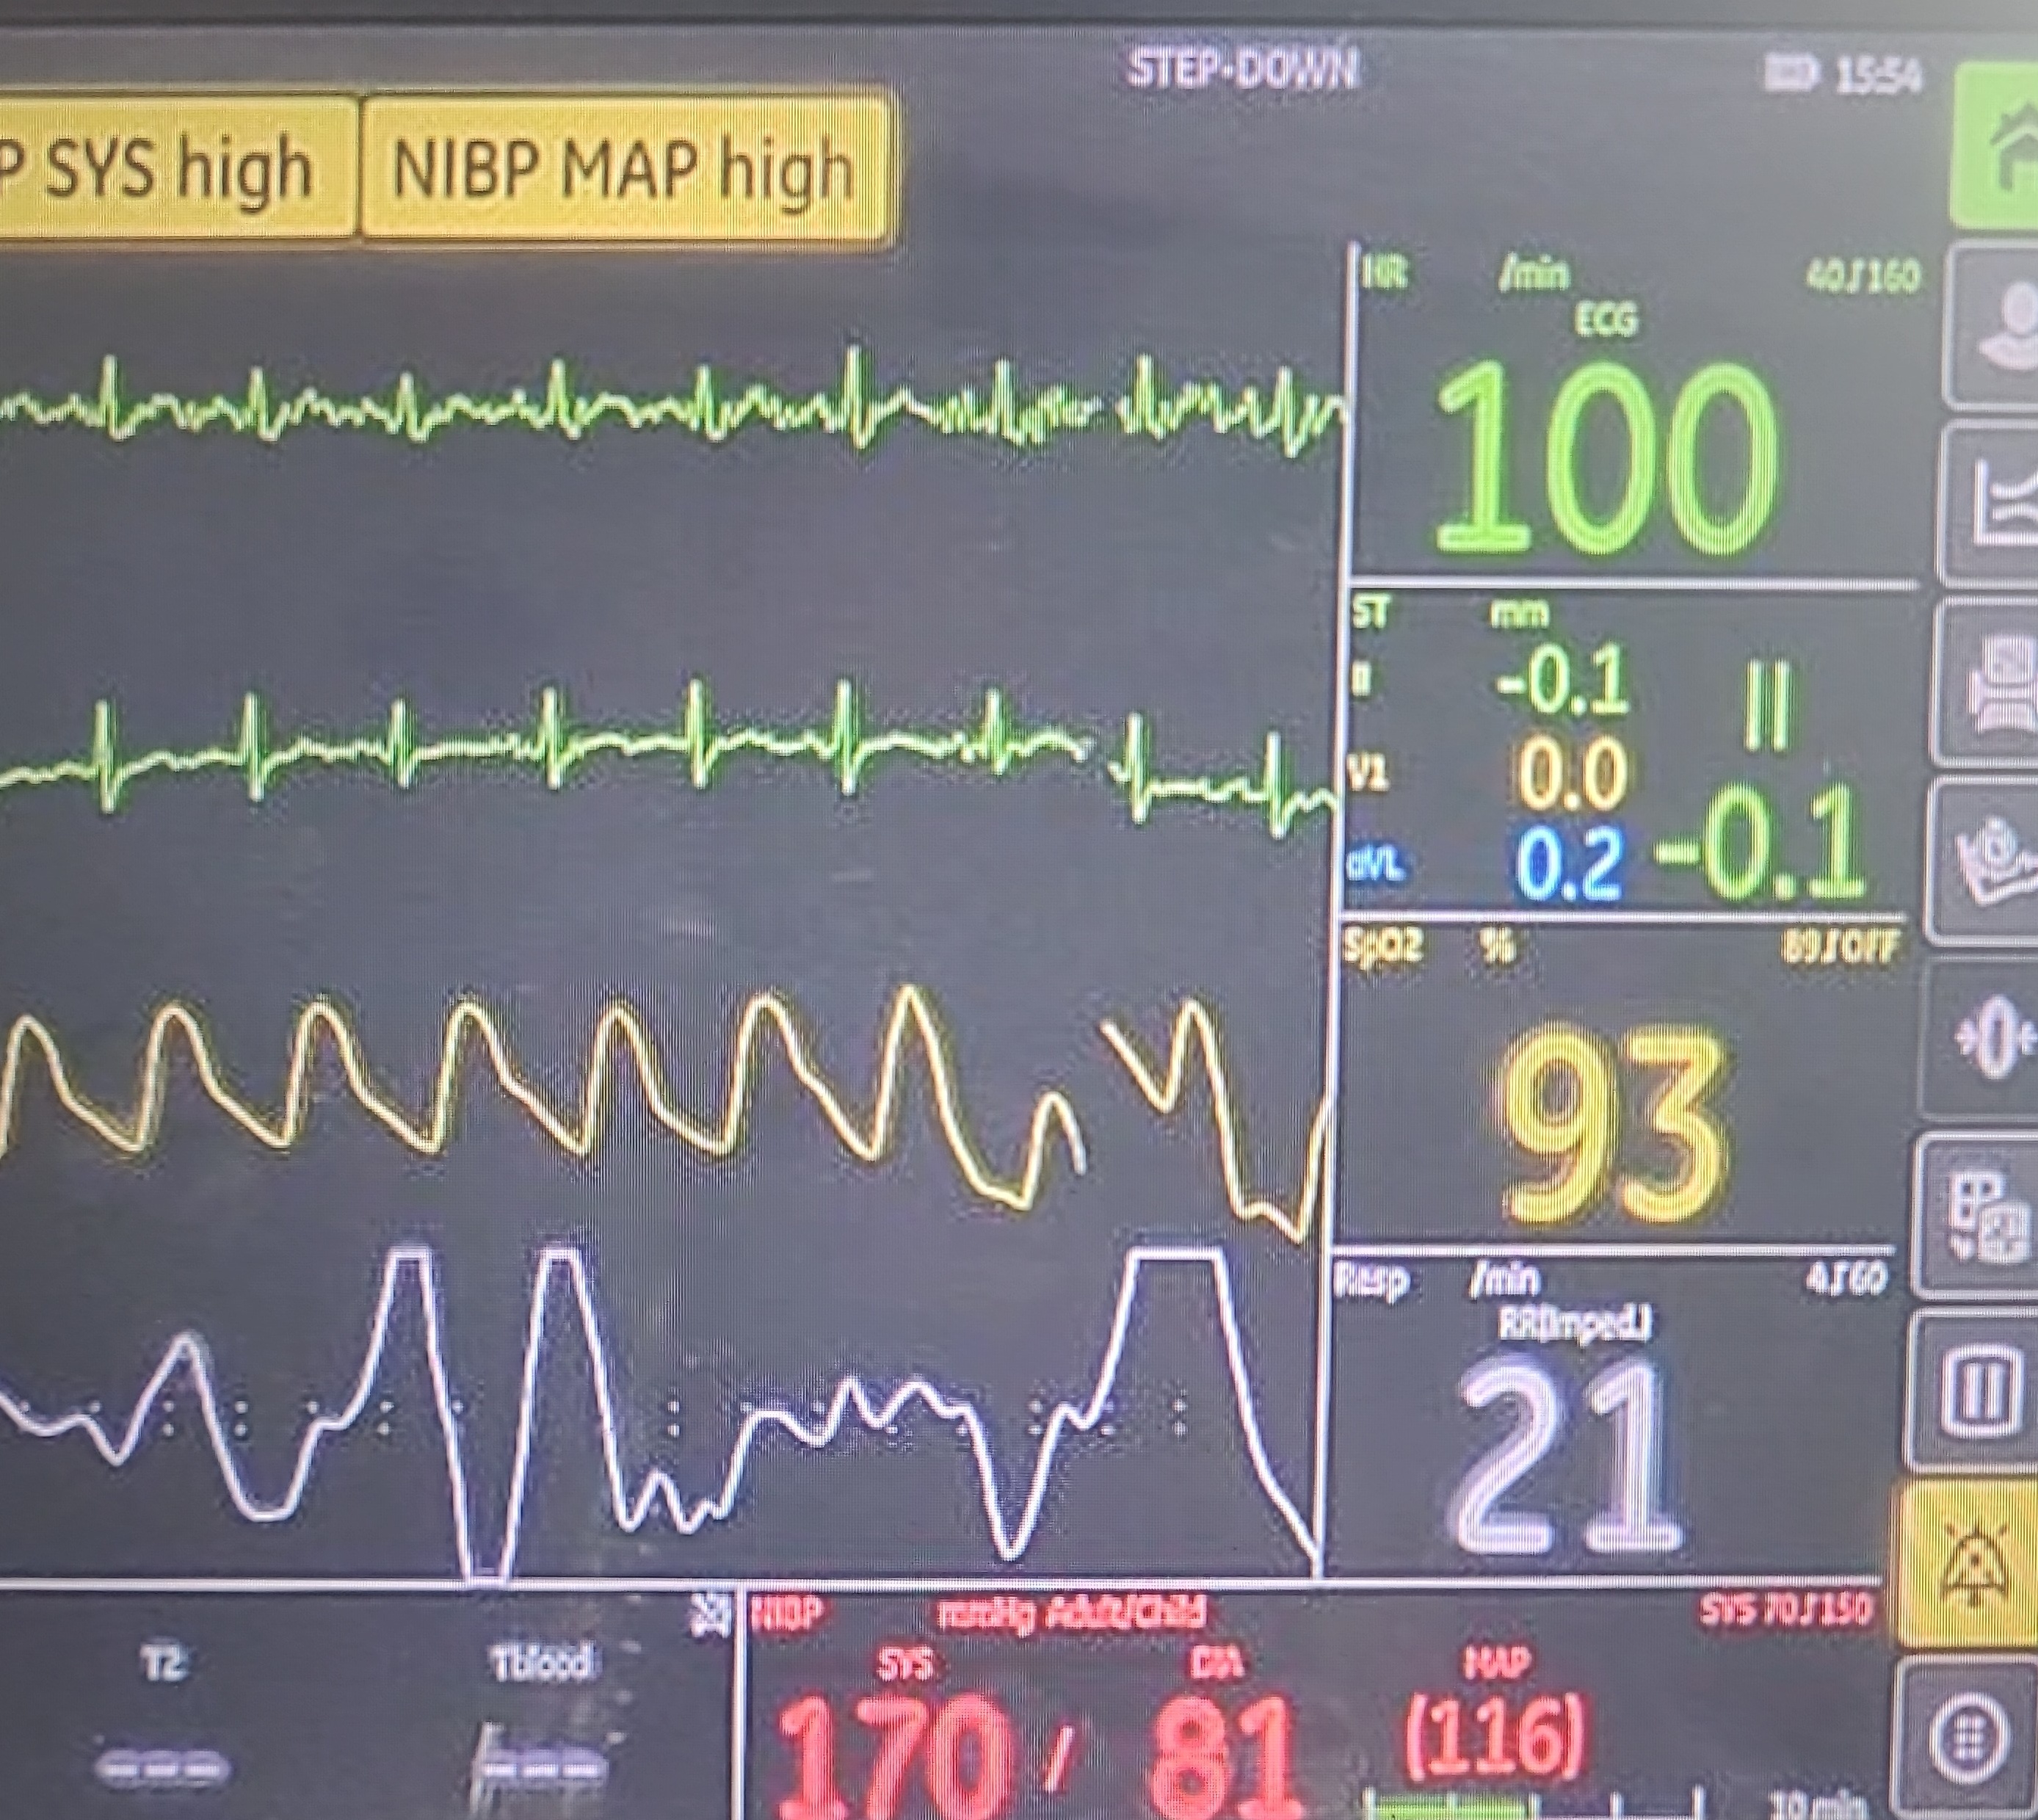 STEP-DOWN 15:54
P SYS high NIBP MAP high
HR /min 40 160
ECG
100
ST mm
II -0.1 II
V1 0.0
aVL 0.2 -0.1
SpO2 % 89 OFF
93
Resp /min 4 60
RR(Imped.)
21
NIBP mmHg Adult/Child SYS 70 150
T2 Tblood SYS DIA MAP
--- --- 170 / 81 (116)
10 min